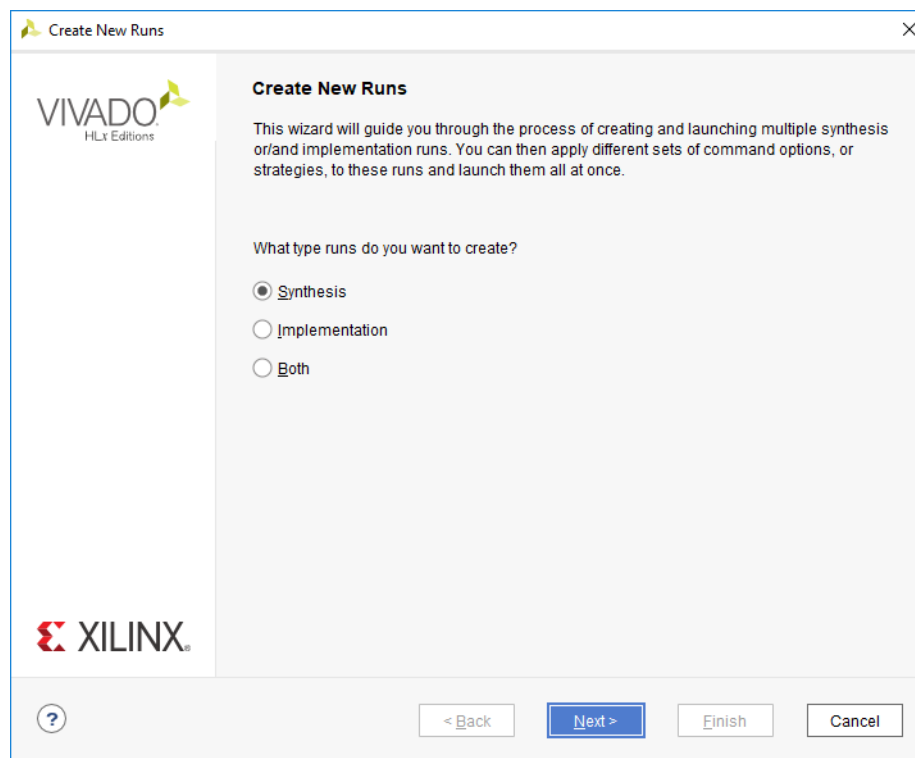 Create New Runs
VIVADO
HLx Editions
Create New Runs
This wizard will guide you through the process of creating and launching multiple synthesis
or/and implementation runs. You can then apply different sets of command options, or
strategies, to these runs and launch them all at once.
What type runs do you want to create?
Synthesis
Implementation
Both
XILINX
?
< Back
Next >
Finish
Cancel